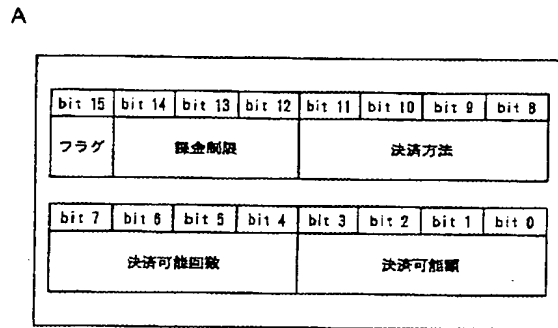 A
bit 15 bit 14 bit 13 bit 12 bit 11 bit 10 bit 9 bit 8
フラグ 課金制限 決済方法
bit 7 bit 6 bit 5 bit 4 bit 3 bit 2 bit 1 bit 0
決済可能回数 決済可能額